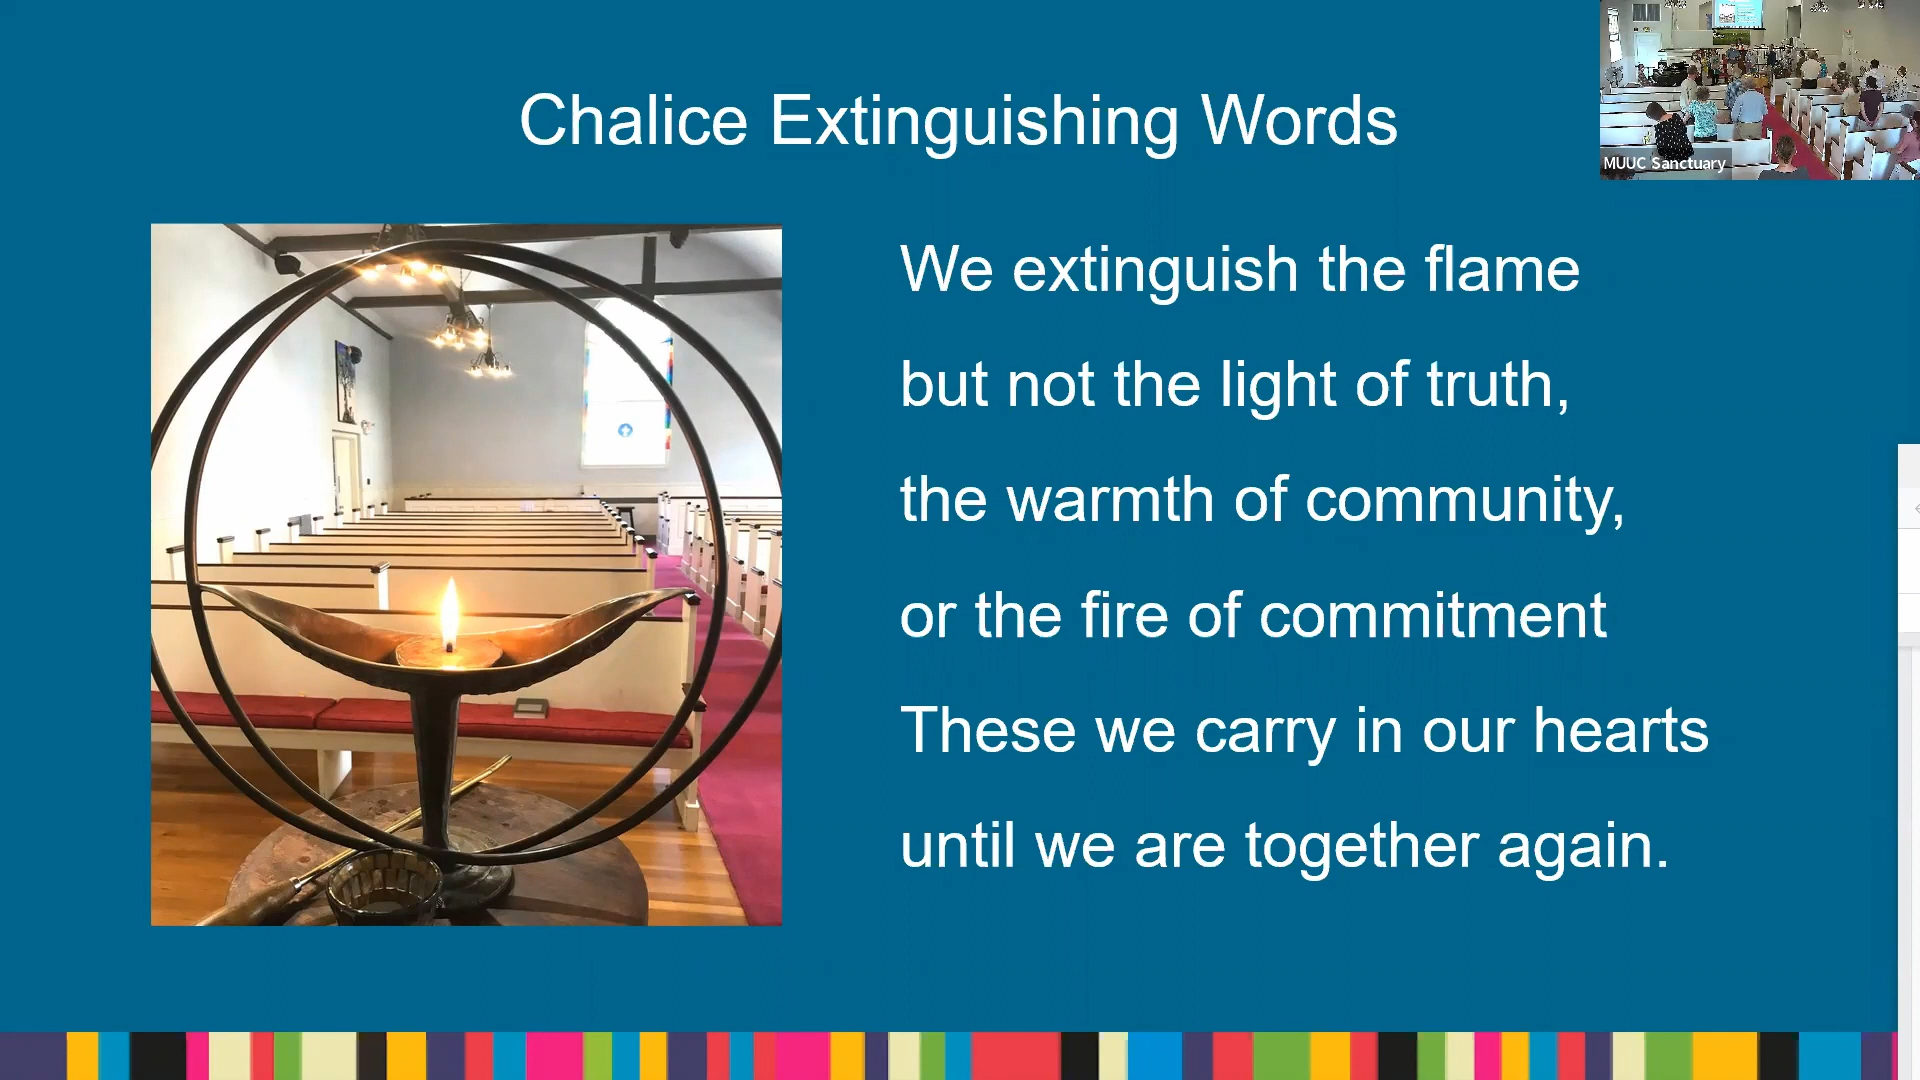 Chalice Extinguishing Words
MUUC Sanctuary
We extinguish the flame
but not the light of truth,
the warmth of community,
or the fire of commitment
These we carry in our hearts
until we are together again.